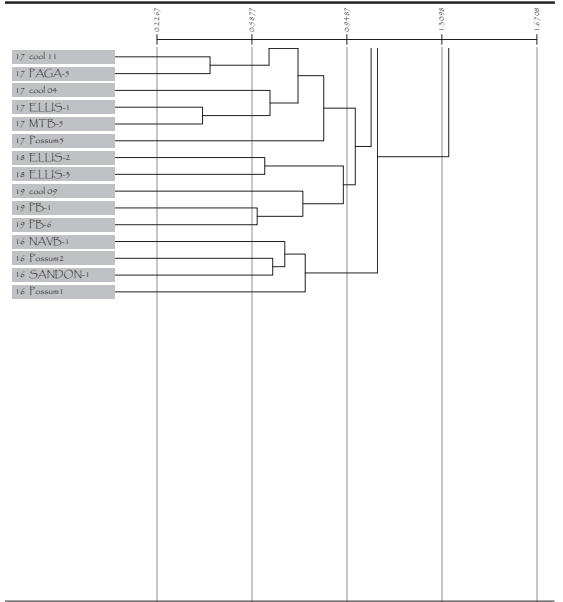 0.2267
0.5877
0.9487
1.3098
1.6708
17 cool 11
17 PAGA-5
17 cool 04
17 ELLIS-1
17 MTB-5
17 Possum5
18 ELLIS-2
18 ELLIS-3
19 cool 09
19 PB-1
19 PB-6
16 NAVB-1
16 Possum2
16 SANDON-1
16 Possum1